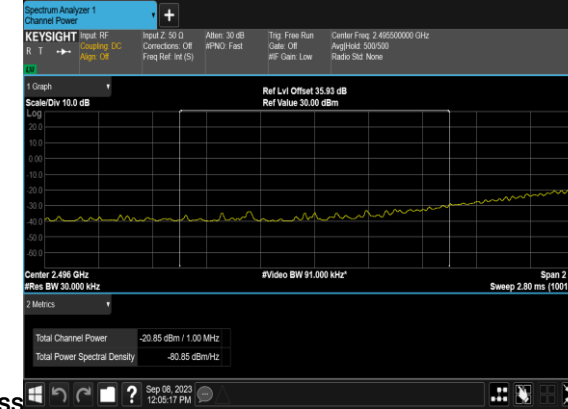 Spectrum Analyzer 1
Channel Power
+
KEYSIGHT
R T
LV
Input: RF
Coupling: DC
Align: Off
Input Z: 50 Ω
Corrections: Off
Freq Ref: Int (S)
Atten: 30 dB
#PNO: Fast
Trig: Free Run
Gate: Off
#IF Gain: Low
Center Freq: 2.495500000 GHz
Avg|Hold: 500/500
Radio Std: None
1 Graph
Scale/Div 10.0 dB
Ref Lvl Offset 35.93 dB
Ref Value 30.00 dBm
Log
20.0
10.0
0.00
-10.0
-20.0
-30.0
-40.0
-50.0
-60.0
Center 2.496 GHz
#Res BW 30.000 kHz
#Video BW 91.000 kHz*
Span 2
Sweep 2.80 ms (1001
2 Metrics
Total Channel Power -20.85 dBm / 1.00 MHz
Total Power Spectral Density -80.85 dBm/Hz
ss
?
Sep 08, 2023
12:05:17 PM